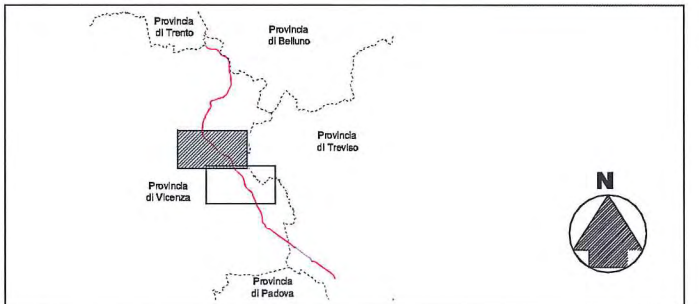 Provincia
di Trento
Provincia
di Belluno
Provincia
di Treviso
Provincia
di Vicenza
N
Provincia
di Padova